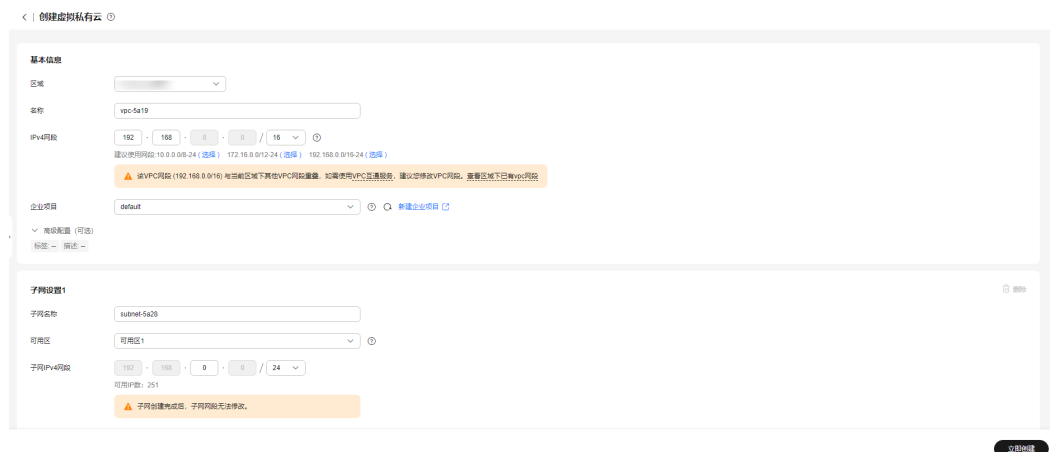 创建虚拟私有云
基本信息
区域
名称 vpc-5a19
IPv4网段 192 · 168 · 0 · 0 / 16
建议使用网段:10.0.0.0/8-24 (选择) 172.16.0.0/12-24 (选择) 192.168.0.0/16-24 (选择)
该VPC网段 (192.168.0.0/16) 与当前区域下其他VPC网段重叠，如需使用VPC互通服务，建议您修改VPC网段。查看区域下已有vpc网段
企业项目 default 新建企业项目
高级配置（可选）
标签: -- 描述: --
子网设置1 删除
子网名称 subnet-5a28
可用区 可用区1
子网IPv4网段 192 · 168 · 0 · 0 / 24
可用IP数：251
子网创建完成后，子网网段无法修改。
立即创建